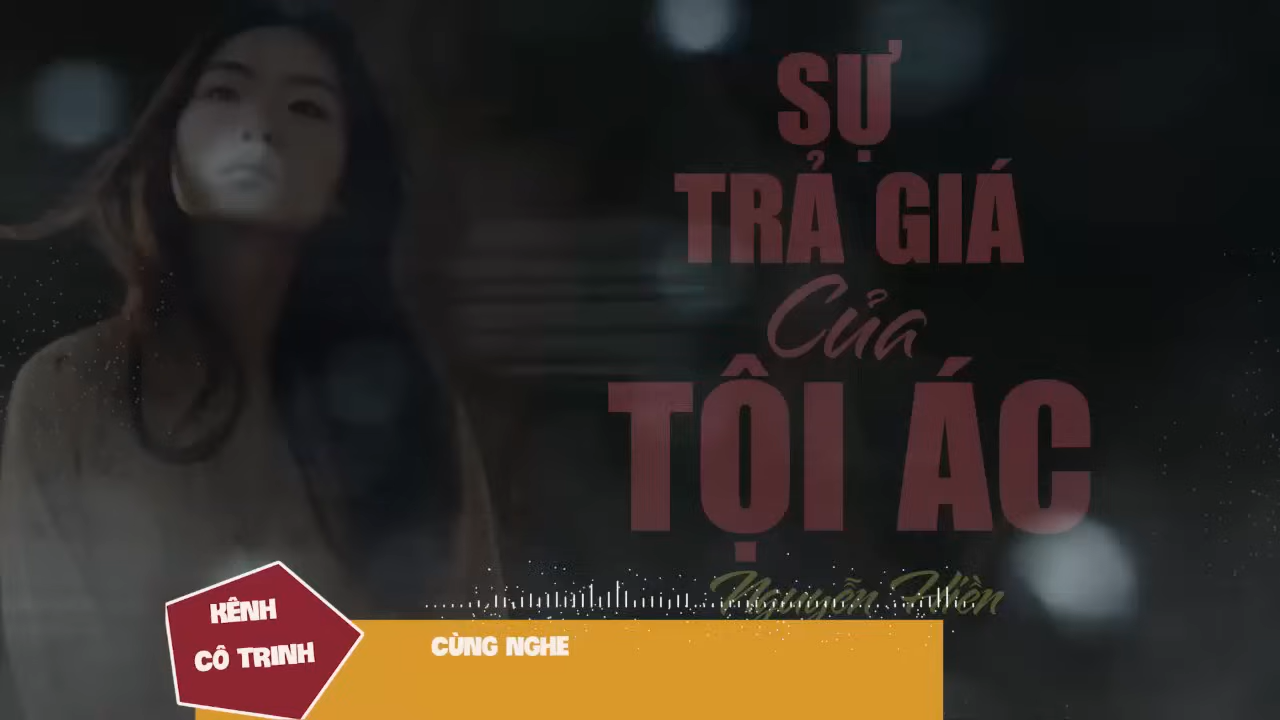 SỰ
TRẢ GIÁ
Của
TỘI ÁC
Nguyễn Hiền
KÊNH
CÔ TRINH
CÙNG NGHE